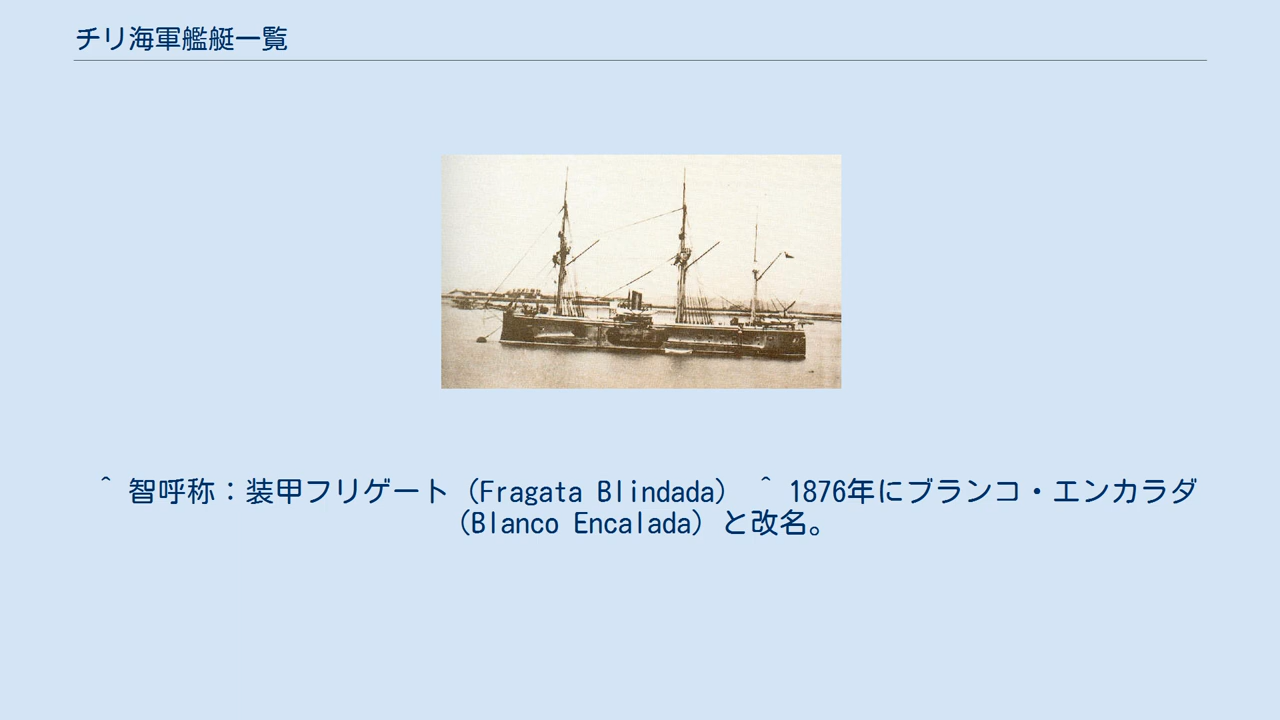 チリ海軍艦艇一覧
^ 智呼称：装甲フリゲート（Fragata Blindada） ^ 1876年にブランコ・エンカラダ
（Blanco Encalada）と改名。